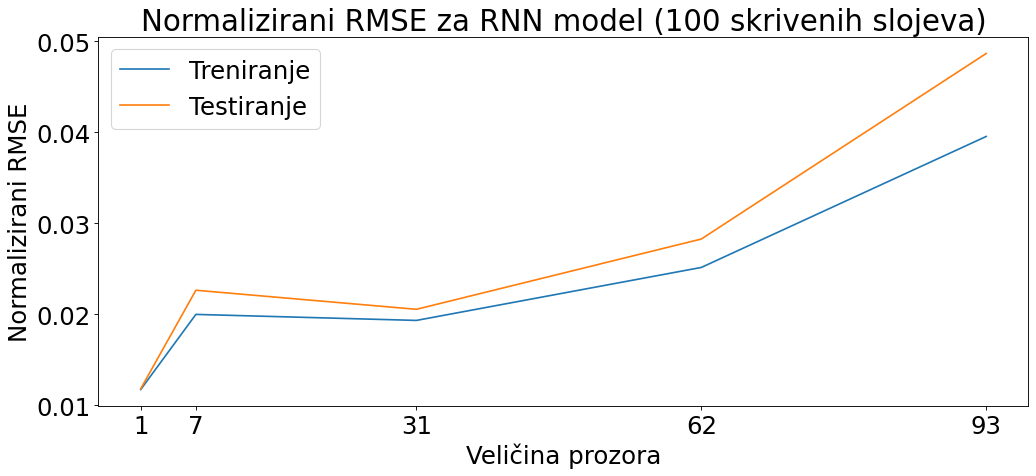 Normalizirani RMSE za RNN model (100 skrivenih slojeva)
Treniranje
Testiranje
Normalizirani RMSE
0.05
0.04
0.03
0.02
0.01
1 7 31 62 93
Veličina prozora